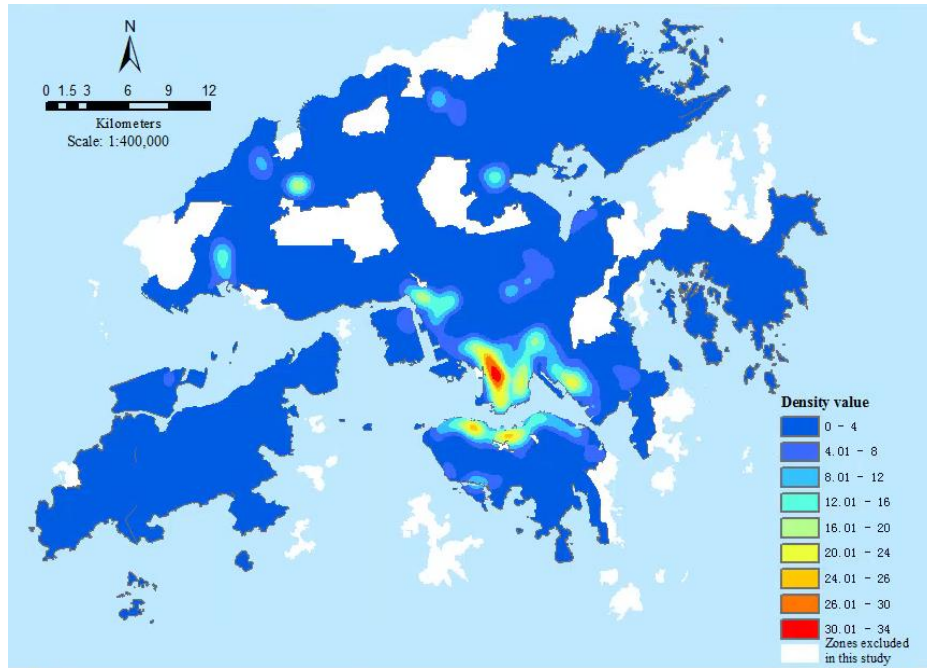 N
0 1.5 3 6 9 12
Kilometers
Scale: 1:400,000
Density value
0 - 4
4.01 - 8
8.01 - 12
12.01 - 16
16.01 - 20
20.01 - 24
24.01 - 26
26.01 - 30
30.01 - 34
Zones excluded
in this study